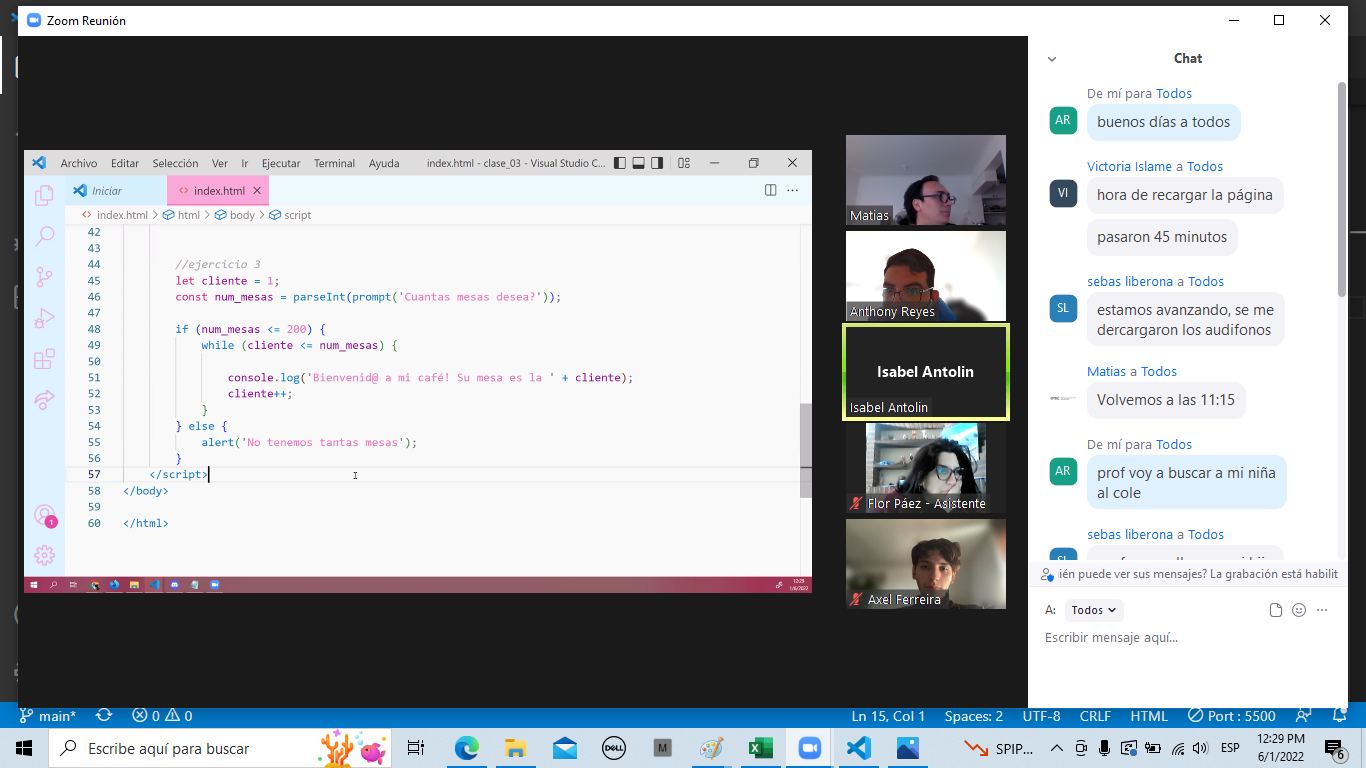 Zoom Reunión
Archivo Editar Selección Ver Ir Ejecutar Terminal Ayuda index.html - clase_03 - Visual Studio C...
Iniciar
index.html
index.html > html > body > script
42
43
44 //ejercicio 3
45 let cliente = 1;
46 const num_mesas = parseInt(prompt('Cuantas mesas desea?'));
47
48 if (num_mesas <= 200) {
49 while (cliente <= num_mesas) {
50
51 console.log('Bienvenid@ a mi café! Su mesa es la ' + cliente);
52 cliente++;
53 }
54 } else {
55 alert('No tenemos tantas mesas');
56 }
57 </script>
58 </body>
59
60 </html>
1
12:29
1/6/2022
Matias
Anthony Reyes
Isabel Antolin
Isabel Antolin
Flor Páez - Asistente
Axel Ferreira
Chat
De mí para Todos
AR
buenos días a todos
Victoria Islame a Todos
VI
hora de recargar la página
pasaron 45 minutos
sebas liberona a Todos
SL
estamos avanzando, se me
dercargaron los audifonos
Matias a Todos
Volvemos a las 11:15
De mí para Todos
AR
prof voy a buscar a mi niña
al cole
sebas liberona a Todos
ién puede ver sus mensajes? La grabación está habilit
A: Todos
Escribir mensaje aquí...
main* 0 0 Ln 15, Col 1 Spaces: 2 UTF-8 CRLF HTML Port : 5500
Escribe aquí para buscar
DELL
M
SPIP...
ESP
12:29 PM
6/1/2022
6